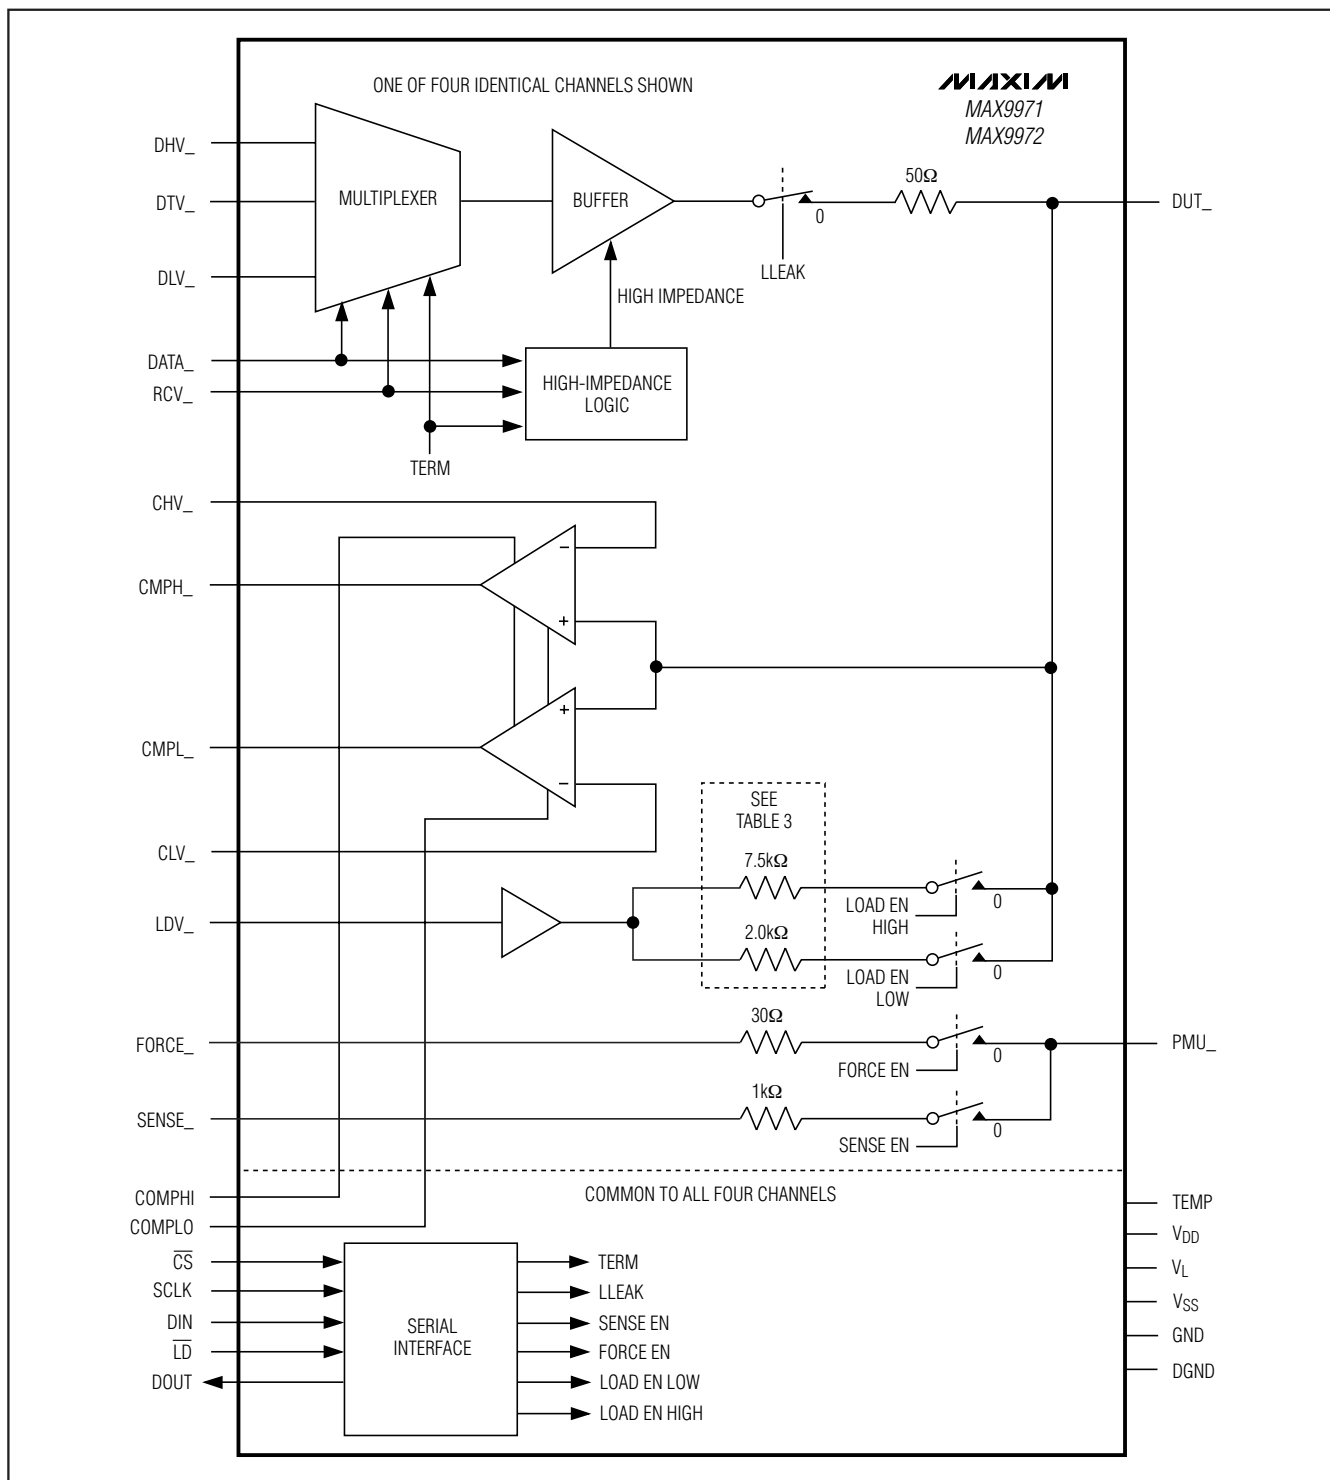 ONE OF FOUR IDENTICAL CHANNELS SHOWN
MAXIM
MAX9971
MAX9972
DHV_
DTV_
DLV_
MULTIPLEXER
BUFFER
50Ω
0
DUT_
LLEAK
HIGH IMPEDANCE
DATA_
RCV_
HIGH-IMPEDANCE
LOGIC
TERM
CHV_
−
CMPH_
+
+
CMPL_
−
SEE
TABLE 3
CLV_
7.5kΩ
LOAD EN
HIGH
0
LDV_
2.0kΩ
LOAD EN
LOW
0
30Ω
FORCE_
0
PMU_
FORCE EN
1kΩ
SENSE_
0
SENSE EN
COMMON TO ALL FOUR CHANNELS
COMPHI
COMPLO
CS
SCLK
DIN
LD
DOUT
SERIAL
INTERFACE
TERM
LLEAK
SENSE EN
FORCE EN
LOAD EN LOW
LOAD EN HIGH
TEMP
VDD
VL
VSS
GND
DGND